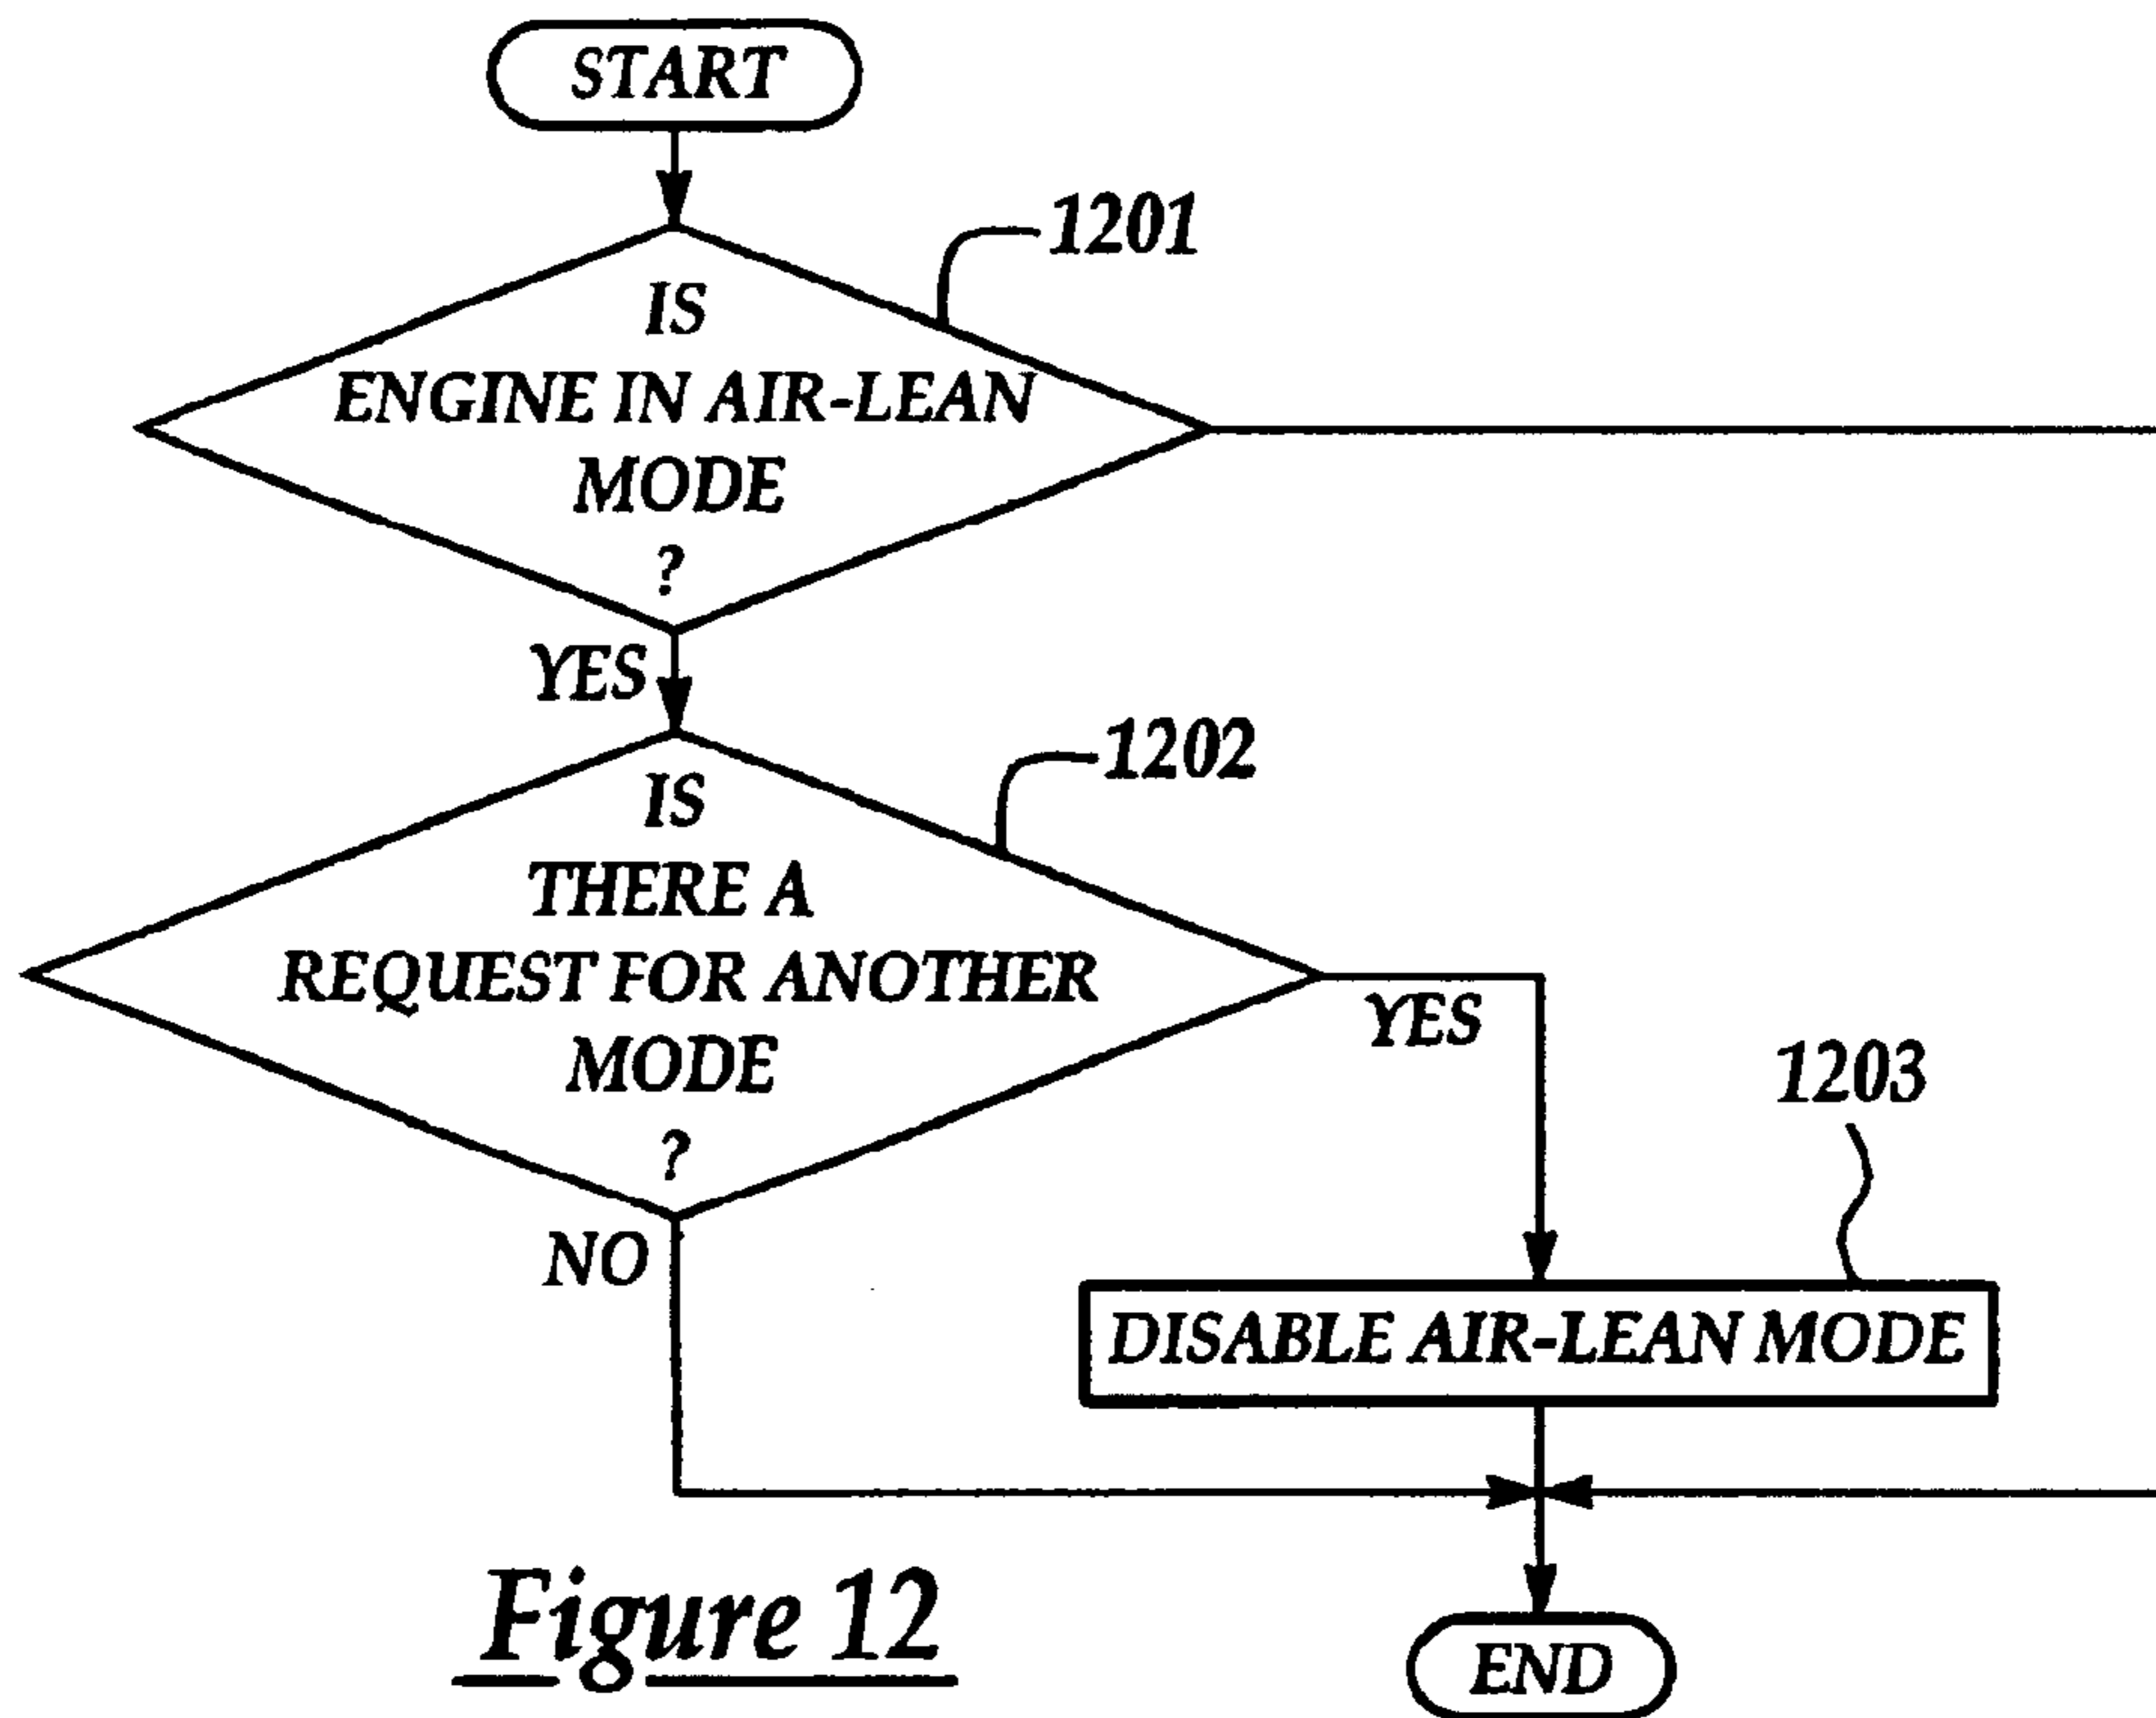 START
1201
IS
ENGINE IN AIR-LEAN
MODE
?
YES
1202
IS
THERE A
REQUEST FOR ANOTHER
MODE
?
YES
1203
NO
DISABLE AIR-LEAN MODE
Figure 12
END